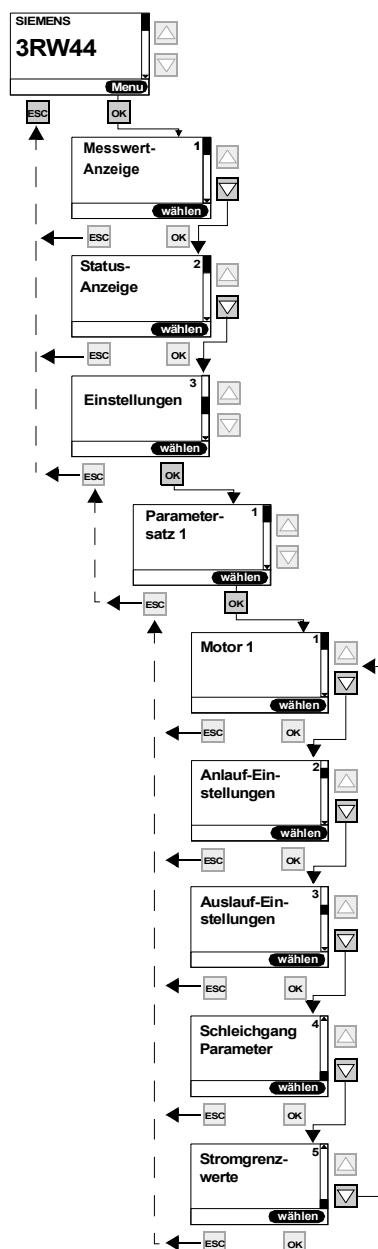 SIEMENS
3RW44
Menu
ESC OK
Messwert- 1
Anzeige
wählen
ESC OK
Status- 2
Anzeige
wählen
ESC OK
3
Einstellungen
wählen
ESC OK
Parameter- 1
satz 1
wählen
ESC OK
Motor 1 1
wählen
ESC OK
Anlauf-Ein- 2
stellungen
wählen
ESC OK
Auslauf-Ein- 3
stellungen
wählen
ESC OK
Schleichgang 4
Parameter
wählen
ESC OK
Stromgrenz- 5
werte
wählen
ESC OK